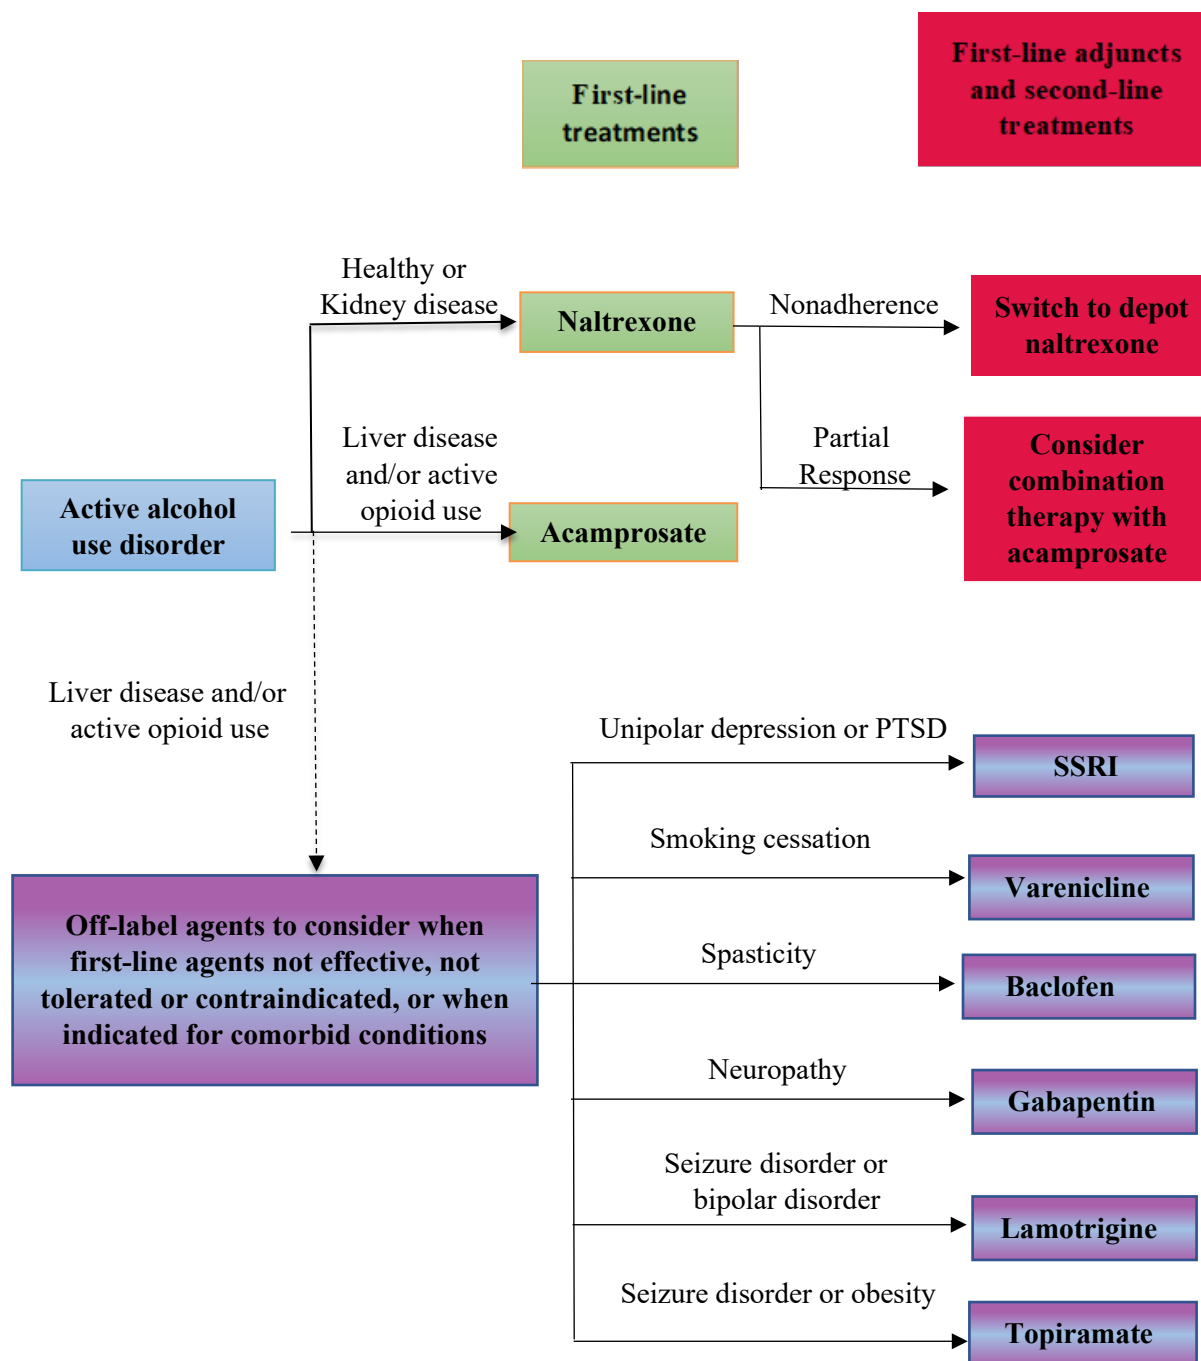 First-line
treatments
First-line adjuncts
and second-line
treatments
Healthy or
Kidney disease
Naltrexone
Nonadherence
Switch to depot
naltrexone
Liver disease
and/or active
opioid use
Partial
Response
Consider
combination
therapy with
acamprosate
Active alcohol
use disorder
Acamprosate
Liver disease and/or
active opioid use
Unipolar depression or PTSD
SSRI
Smoking cessation
Varenicline
Off-label agents to consider when
first-line agents not effective, not
tolerated or contraindicated, or when
indicated for comorbid conditions
Spasticity
Baclofen
Neuropathy
Gabapentin
Seizure disorder or
bipolar disorder
Lamotrigine
Seizure disorder or obesity
Topiramate